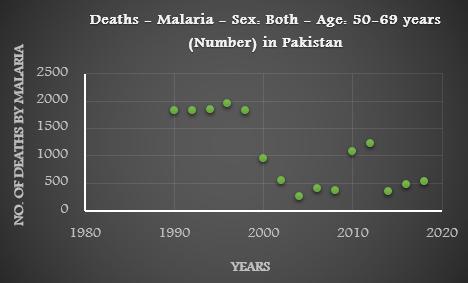 Deaths - Malaria - Sex: Both - Age: 50-69 years
(Number) in Pakistan
NO. OF DEATHS BY MALARIA
2500
2000
1500
1000
500
0
1980
1990
2000
2010
2020
YEARS